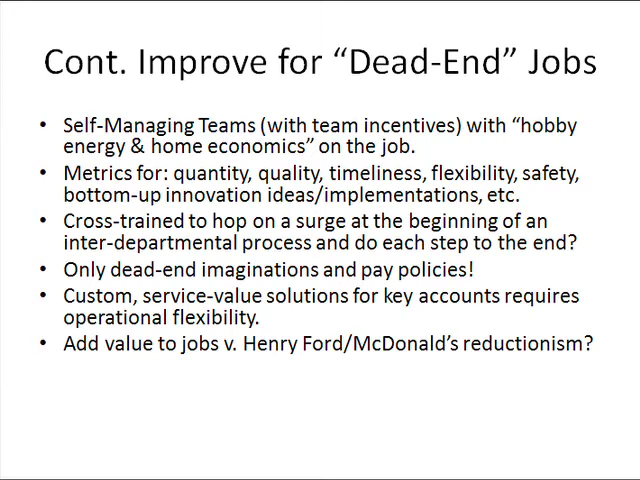 Cont. Improve for “Dead-End” Jobs
• Self-Managing Teams (with team incentives) with “hobby
energy & home economics” on the job.
• Metrics for: quantity, quality, timeliness, flexibility, safety,
bottom-up innovation ideas/implementations, etc.
• Cross-trained to hop on a surge at the beginning of an
inter-departmental process and do each step to the end?
• Only dead-end imaginations and pay policies!
• Custom, service-value solutions for key accounts requires
operational flexibility.
• Add value to jobs v. Henry Ford/McDonald’s reductionism?